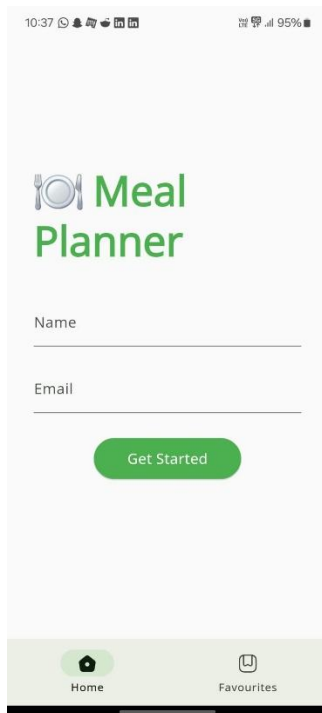 10:37 95%
Meal
Planner
Name
Email
Get Started
Home Favourites